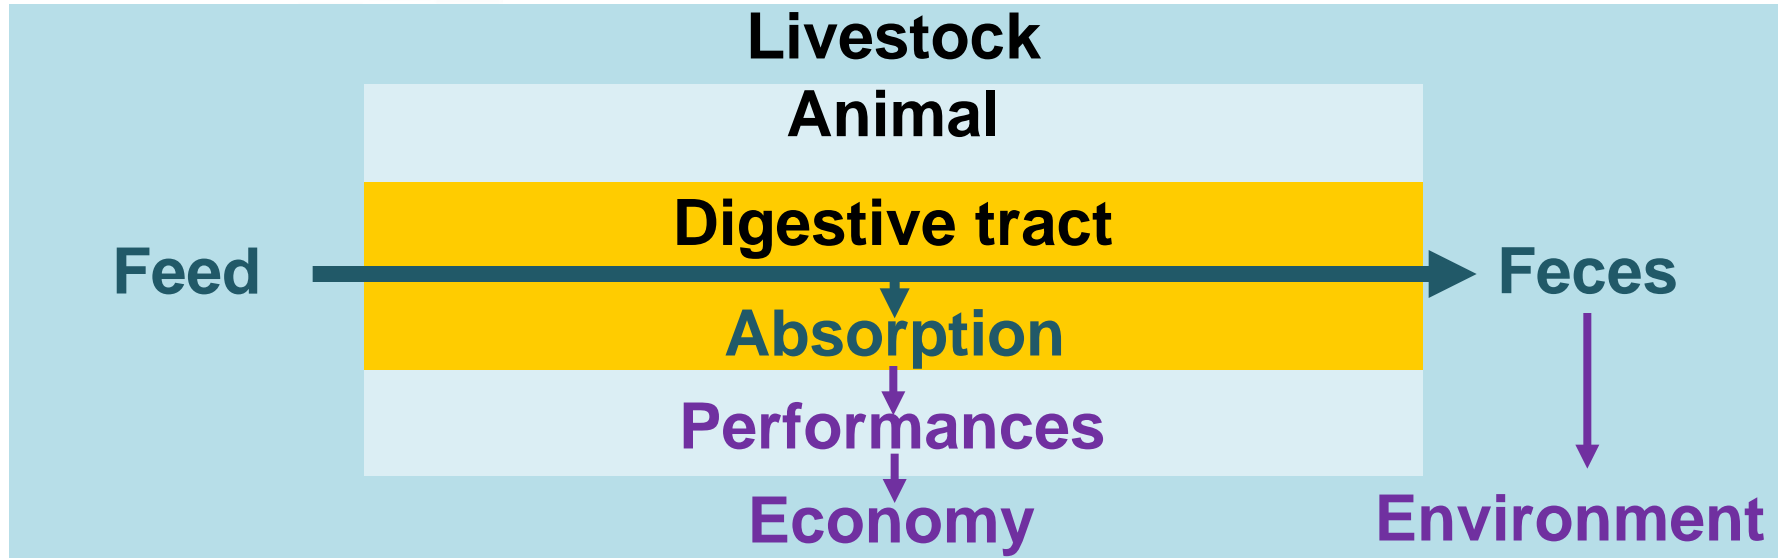 Livestock
Animal
Digestive tract
Feed
Feces
Absorption
Performances
Economy
Environment